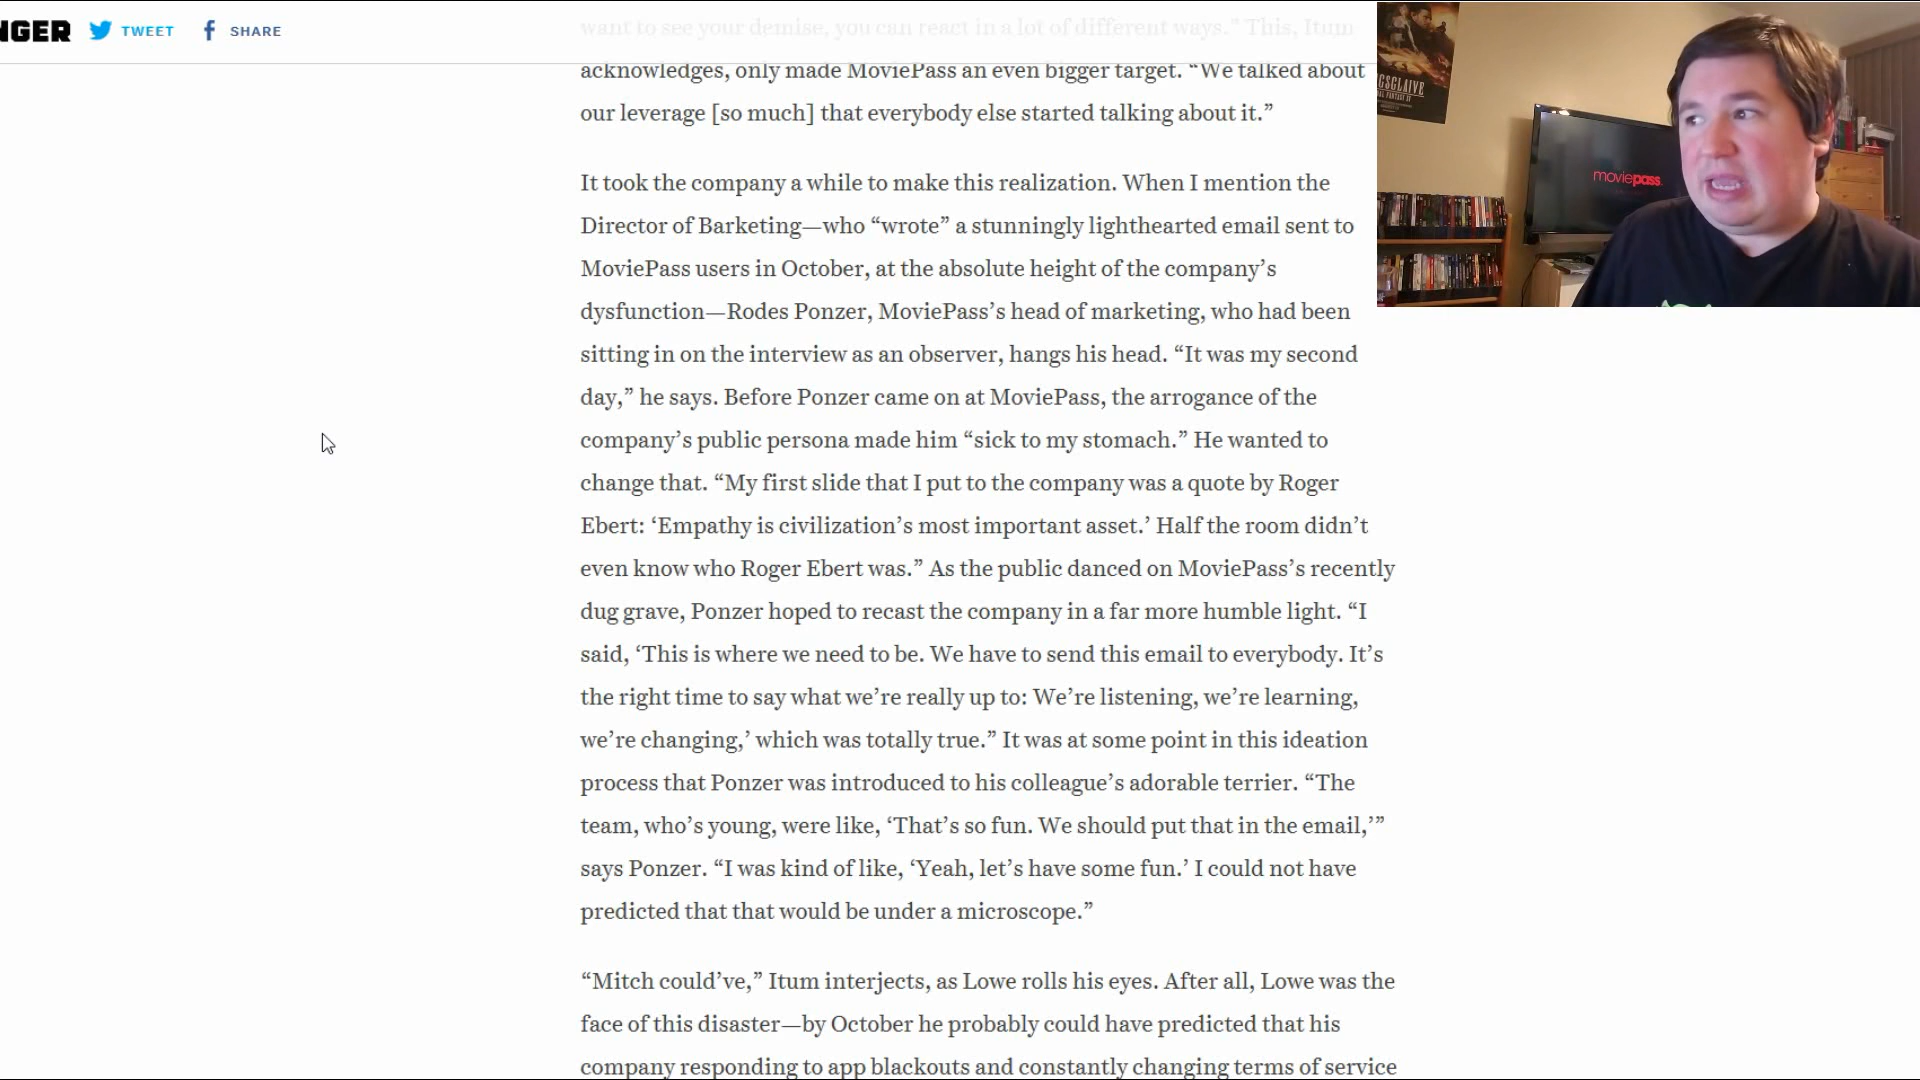 NGER
TWEET
SHARE
want to see your demise, you can react in a lot of different ways.” This, Itum
acknowledges, only made MoviePass an even bigger target. “We talked about
our leverage [so much] that everybody else started talking about it.”
It took the company a while to make this realization. When I mention the
Director of Barketing—who “wrote” a stunningly lighthearted email sent to
MoviePass users in October, at the absolute height of the company’s
dysfunction—Rodes Ponzer, MoviePass’s head of marketing, who had been
sitting in on the interview as an observer, hangs his head. “It was my second
day,” he says. Before Ponzer came on at MoviePass, the arrogance of the
company’s public persona made him “sick to my stomach.” He wanted to
change that. “My first slide that I put to the company was a quote by Roger
Ebert: ‘Empathy is civilization’s most important asset.’ Half the room didn’t
even know who Roger Ebert was.” As the public danced on MoviePass’s recently
dug grave, Ponzer hoped to recast the company in a far more humble light. “I
said, ‘This is where we need to be. We have to send this email to everybody. It’s
the right time to say what we’re really up to: We’re listening, we’re learning,
we’re changing,’ which was totally true.” It was at some point in this ideation
process that Ponzer was introduced to his colleague’s adorable terrier. “The
team, who’s young, were like, ‘That’s so fun. We should put that in the email,’”
says Ponzer. “I was kind of like, ‘Yeah, let’s have some fun.’ I could not have
predicted that that would be under a microscope.”
“Mitch could’ve,” Itum interjects, as Lowe rolls his eyes. After all, Lowe was the
face of this disaster—by October he probably could have predicted that his
company responding to app blackouts and constantly changing terms of service
GSGLAIVE
moviepass